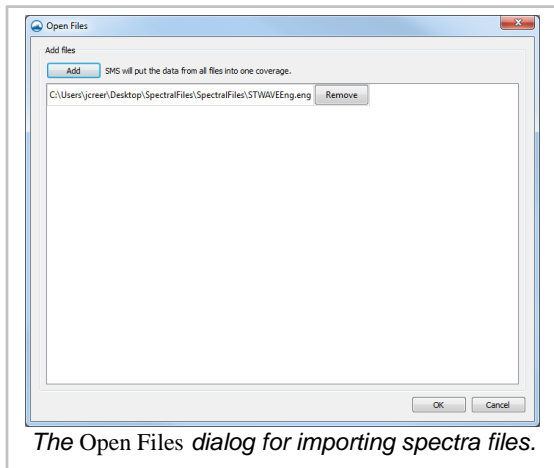 Open Files
Add files
Add SMS will put the data from all files into one coverage.
C:\Users\jcreer\Desktop\SpectralFiles\SpectralFiles\STWAVEEng.eng Remove
OK Cancel
The Open Files dialog for importing spectra files.